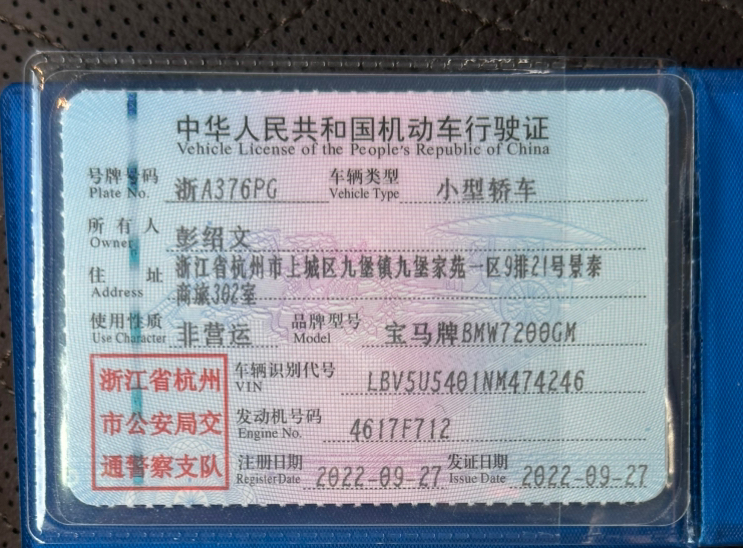 中华人民共和国机动车行驶证
Vehicle License of the People's Republic of China
号牌号码 浙A376PG 车辆类型 小型轿车
Plate No. Vehicle Type
所有人 彭绍文
Owner
住址 浙江省杭州市上城区九堡镇九堡家苑一区9排21号景泰
Address 商旅302室
使用性质 非营运 品牌型号 宝马牌BMW7200GM
Use Character Model
浙江省杭州 车辆识别代号 LBV5U5401NM474246
VIN
市公安局交 发动机号码 4617F712
Engine No.
通警察支队 注册日期 2022-09-27 发证日期 2022-09-27
Register Date Issue Date